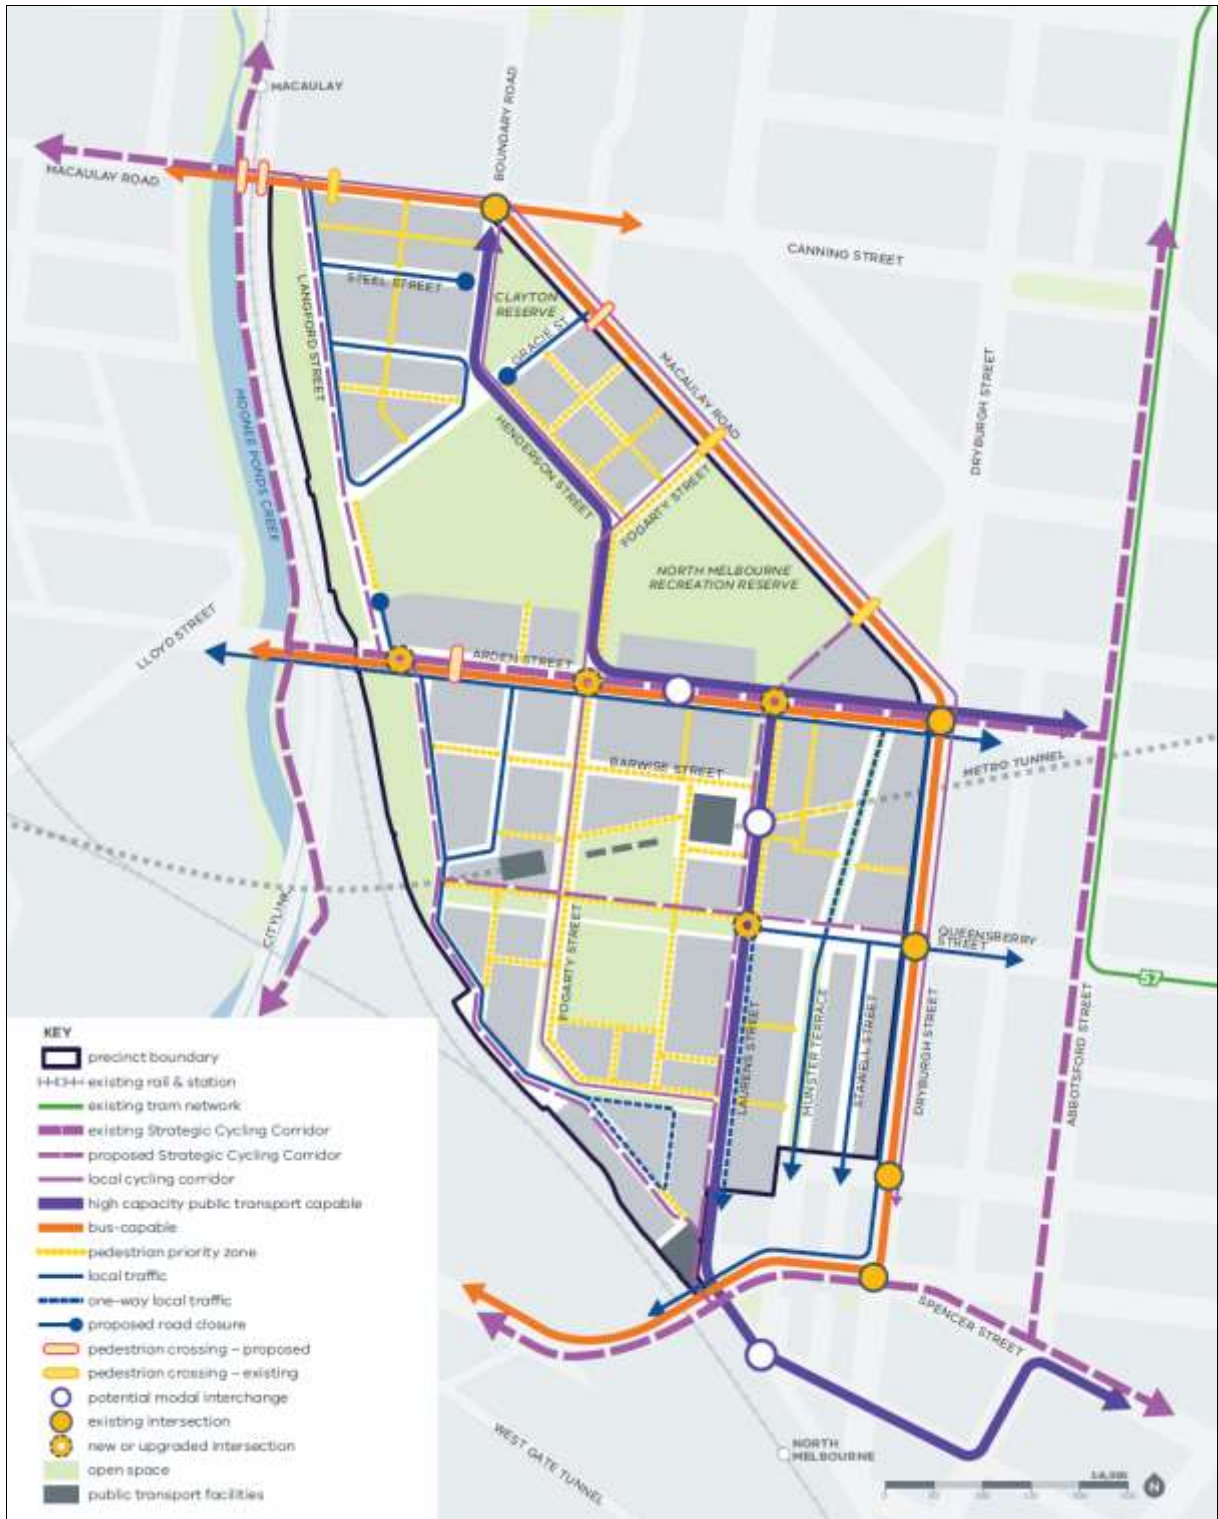 MACAULAY
BOUNDARY ROAD
MACAULAY ROAD
CANNING STREET
STEEL STREET
CLAYTON
RESERVE
LANGFORD STREET
GRACIE ST
MACAULAY ROAD
DRYBURGH STREET
MOONEE PONDS CREEK
HENDERSON STREET
FOGARTY STREET
NORTH MELBOURNE
RECREATION RESERVE
LLOYD STREET
ARDEN STREET
BARWISE STREET
METRO TUNNEL
CITYLINK
FOGARTY STREET
QUEENSBERRY
STREET
57
LAURENS STREET
MUNSTER TERRACE
STAWELL STREET
DRYBURGH STREET
ABBOTSFORD STREET
SPENCER STREET
WEST GATE TUNNEL
NORTH
MELBOURNE
N
KEY
precinct boundary
existing rail & station
existing tram network
existing Strategic Cycling Corridor
proposed Strategic Cycling Corridor
local cycling corridor
high capacity public transport capable
bus-capable
pedestrian priority zone
local traffic
one-way local traffic
proposed road closure
pedestrian crossing – proposed
pedestrian crossing – existing
potential modal interchange
existing intersection
new or upgraded intersection
open space
public transport facilities